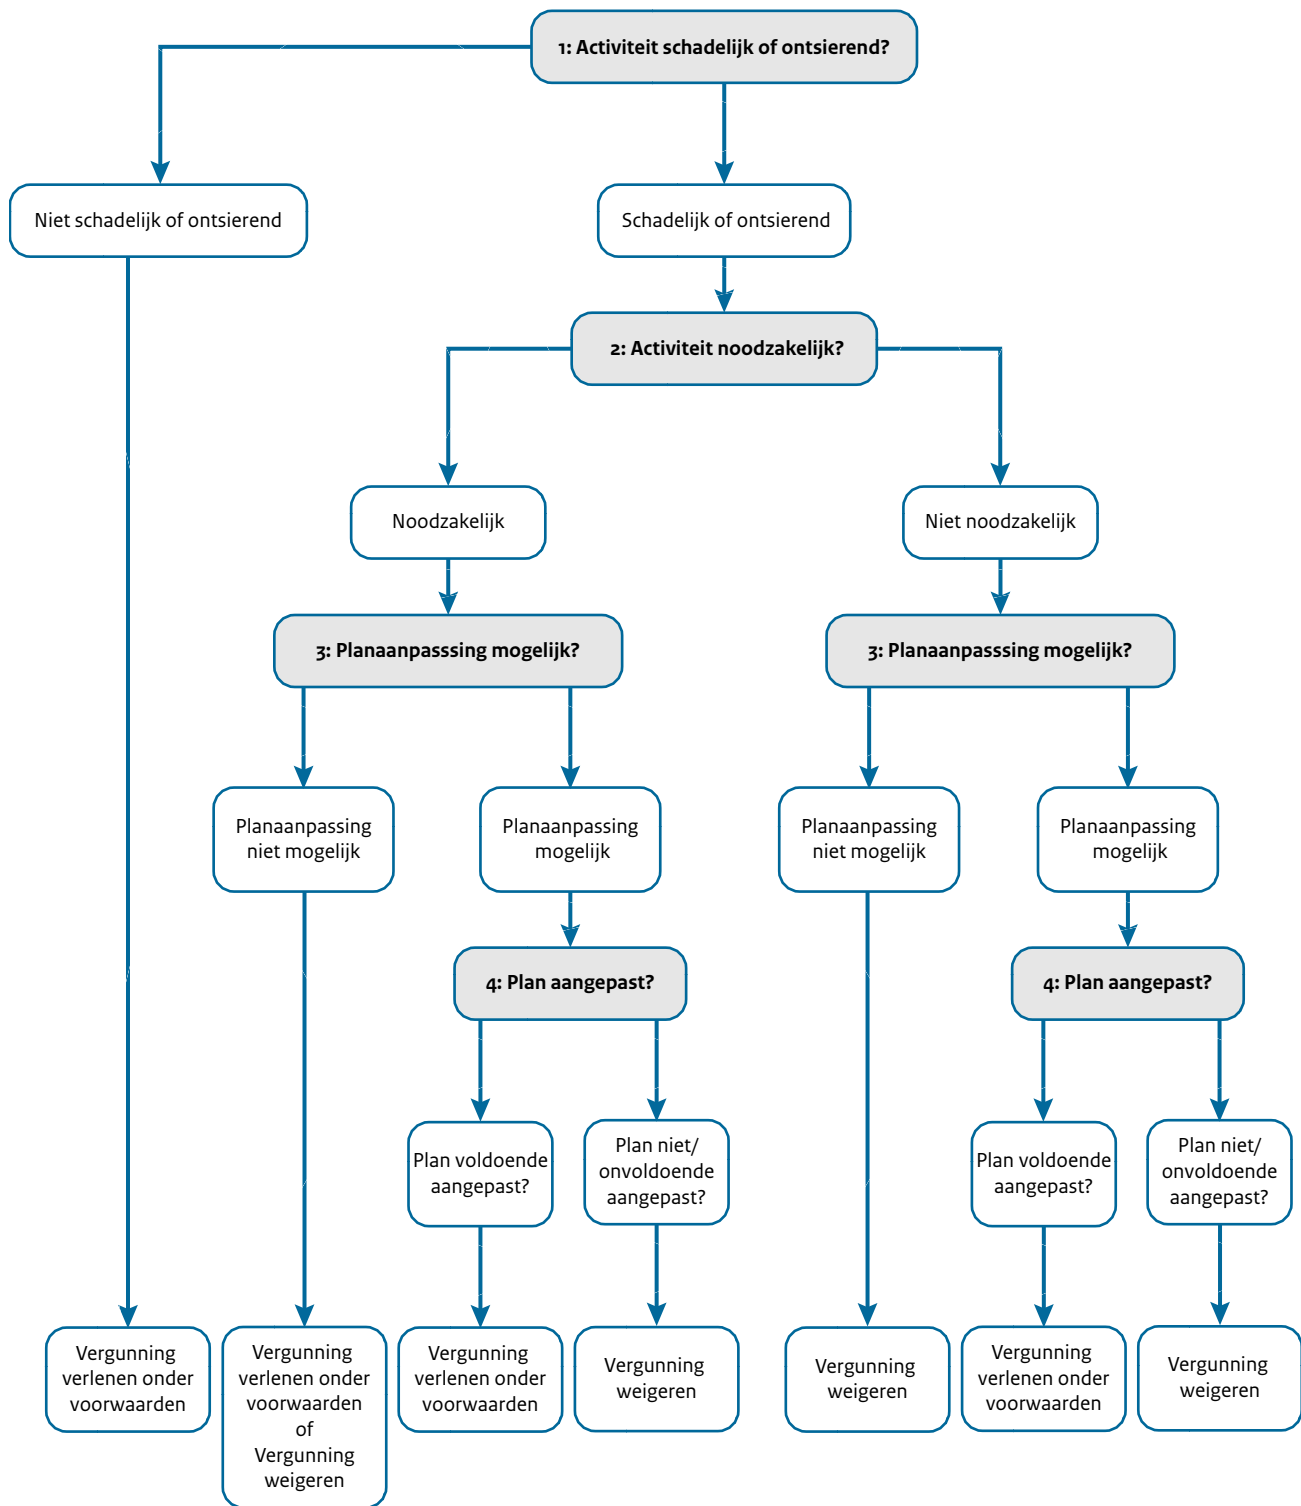 1: Activiteit schadelijk of ontsierend?
Niet schadelijk of ontsierend
Schadelijk of ontsierend
2: Activiteit noodzakelijk?
Noodzakelijk
Niet noodzakelijk
3: Planaanpasssing mogelijk?
3: Planaanpasssing mogelijk?
Planaanpassing
niet mogelijk
Planaanpassing
mogelijk
Planaanpassing
niet mogelijk
Planaanpassing
mogelijk
4: Plan aangepast?
4: Plan aangepast?
Plan voldoende
aangepast?
Plan niet/
onvoldoende
aangepast?
Plan voldoende
aangepast?
Plan niet/
onvoldoende
aangepast?
Vergunning
verlenen onder
voorwaarden
Vergunning
verlenen onder
voorwaarden
of
Vergunning
weigeren
Vergunning
verlenen onder
voorwaarden
Vergunning
weigeren
Vergunning
weigeren
Vergunning
verlenen onder
voorwaarden
Vergunning
weigeren